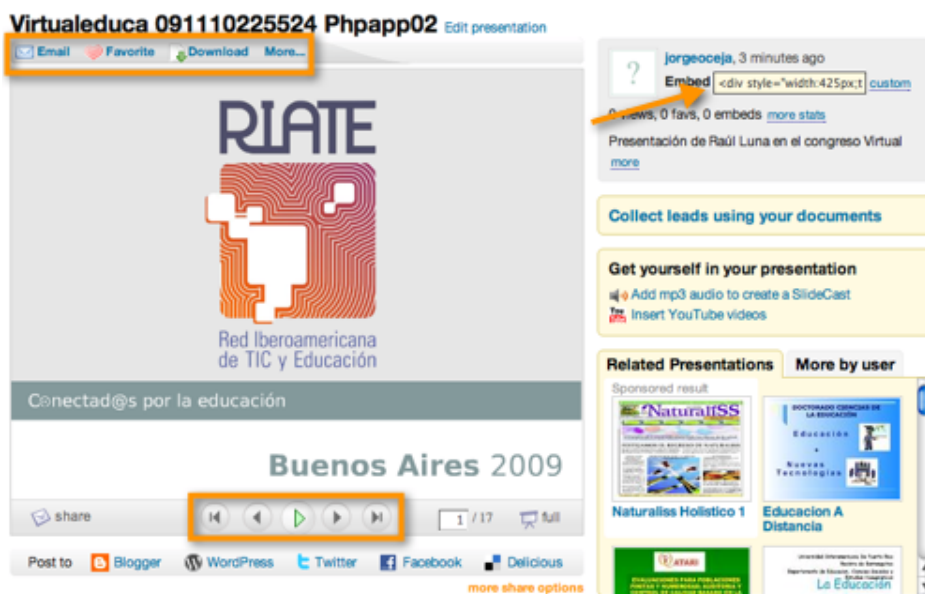 Virtualeduca 091110225524 Phpapp02 Edit presentation
Email Favorite Download More...
RIATE
Red Iberoamericana
de TIC y Educación
Conectad@s por la educación
Buenos Aires 2009
share
1 / 17 full
Post to Blogger WordPress Twitter Facebook Delicious
more share options
?
jorgeoceja, 3 minutes ago
Embed <div style="width:425px;t custom
0 views, 0 favs, 0 embeds more stats
Presentación de Raúl Luna en el congreso Virtual
more
Collect leads using your documents
Get yourself in your presentation
Add mp3 audio to create a SlideCast
You Tube Insert YouTube videos
Related Presentations More by user
Sponsored result
NaturalISS
DOCTORADO CIENCIAS DE
LA EDUCACIÓN
Educación
Nuevas
Tecnologías
Naturaliss Holistico 1
Educacion A
Distancia
ATARI
La Educación